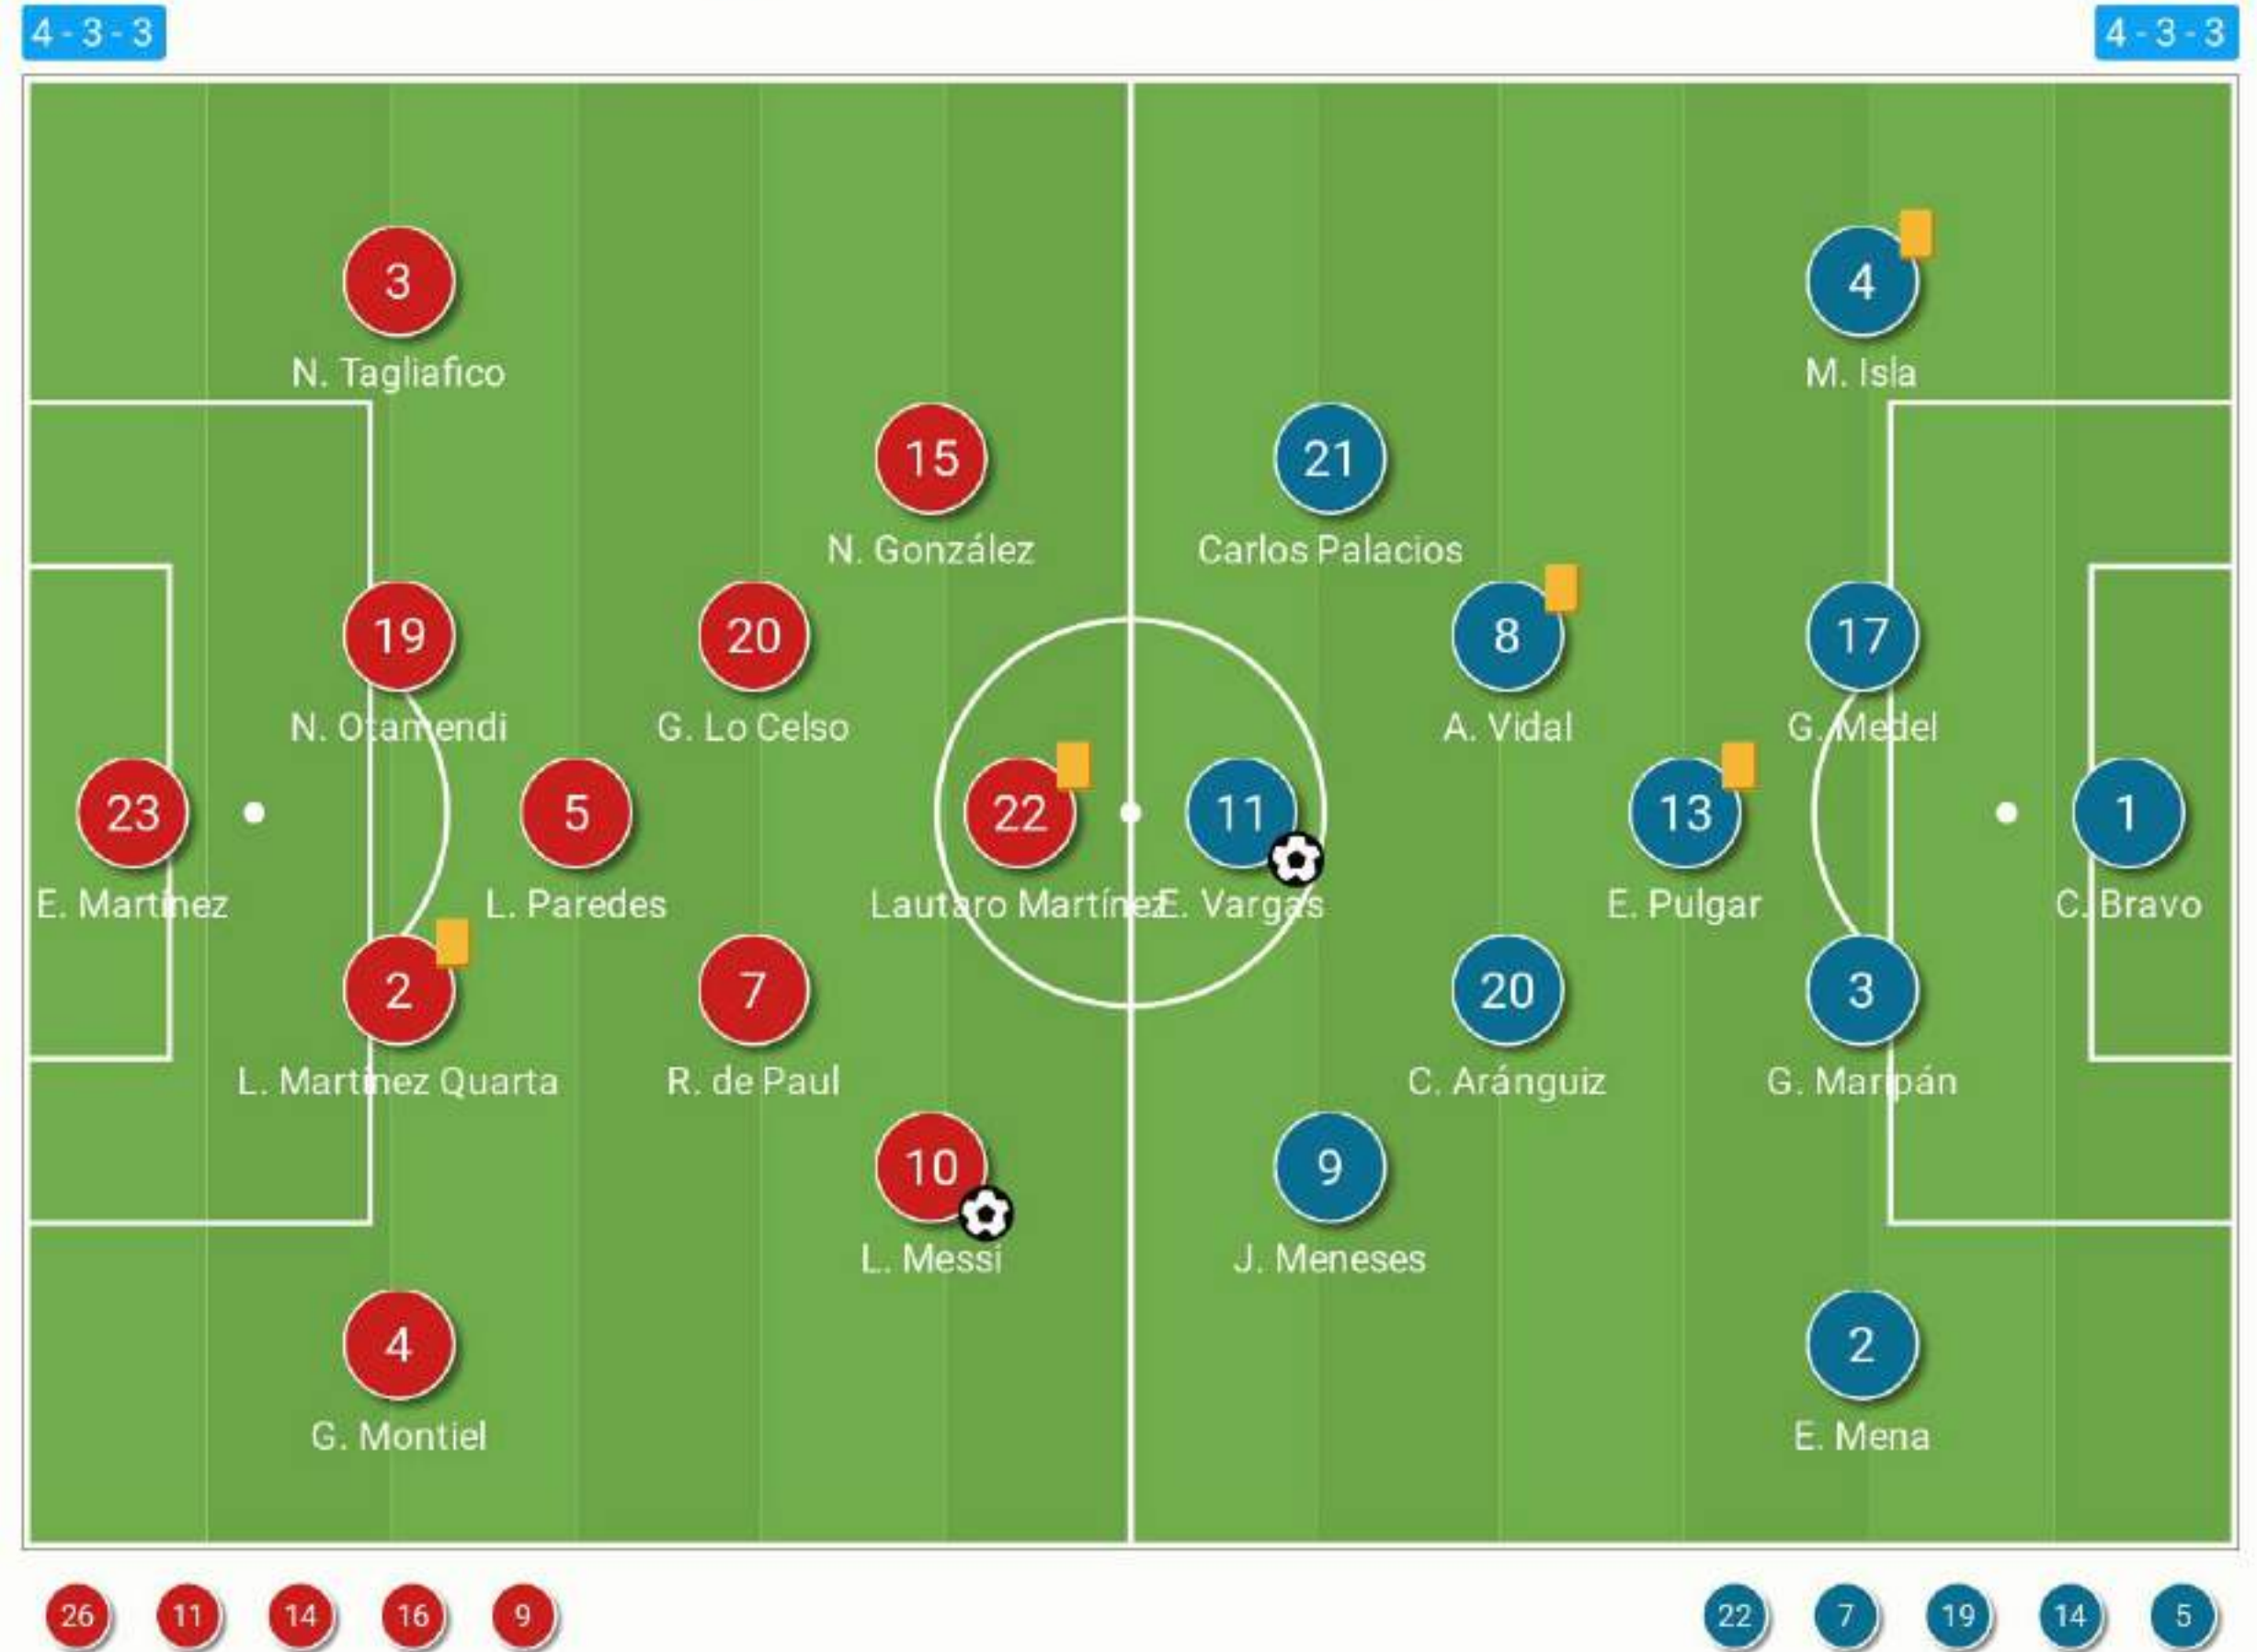 4 - 3 - 3
4 - 3 - 3
3
N. Tagliafico
4
M. Isla
15
N. González
21
Carlos Palacios
19
N. Otamendi
20
G. Lo Celso
8
A. Vidal
17
G. Medel
23
E. Martínez
5
L. Paredes
22
Lautaro Martínez
11
E. Vargas
13
E. Pulgar
1
C. Bravo
2
L. Martínez Quarta
7
R. de Paul
20
C. Aránguiz
3
G. Maripán
10
L. Messi
9
J. Meneses
4
G. Montiel
2
E. Mena
26 11 14 16 9
22 7 19 14 5